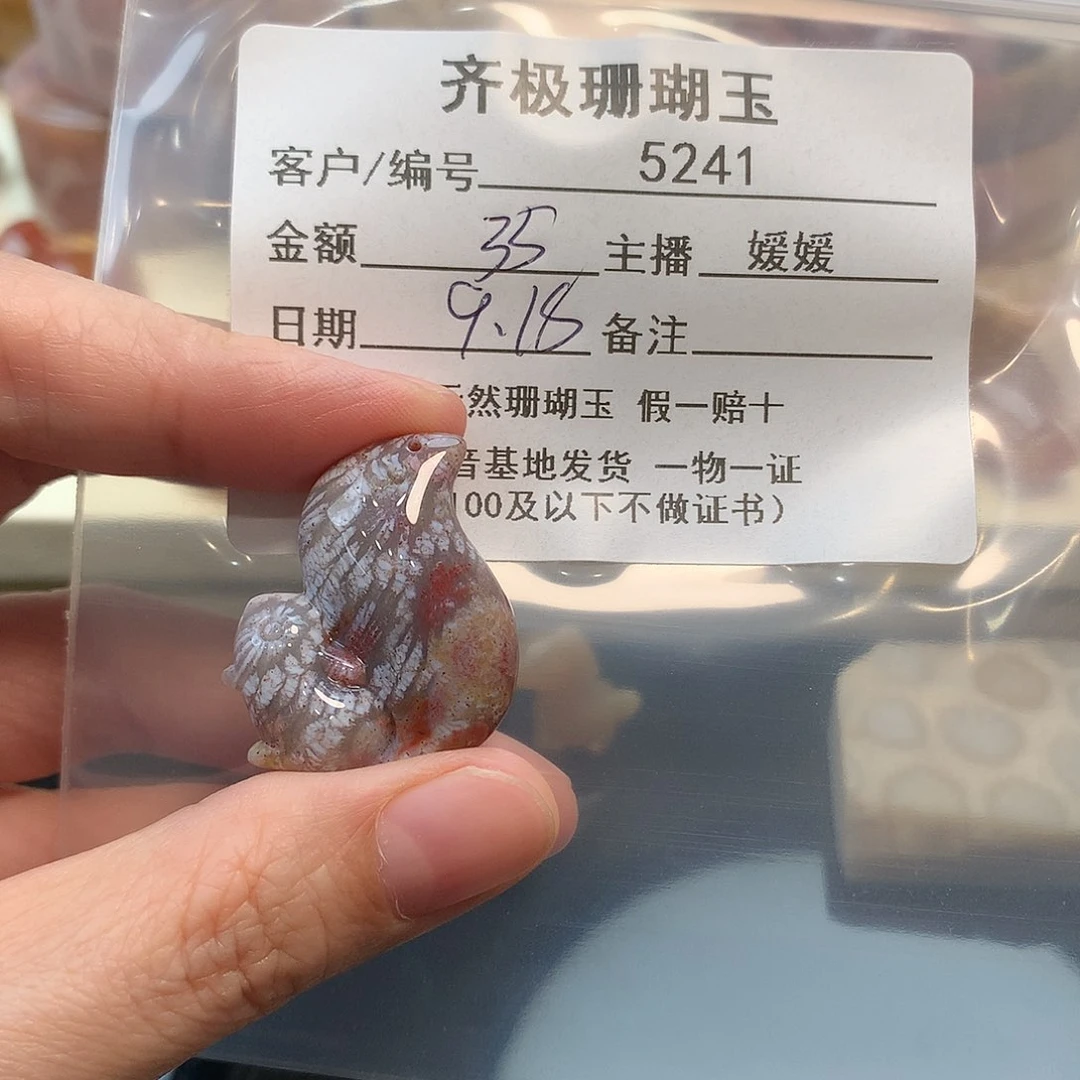 齐极珊瑚玉
客户/编号 5241
金额 35 主播 媛媛
日期 9.18 备注
然珊瑚玉 假一赔十
音基地发货 一物一证
100及以下不做证书）